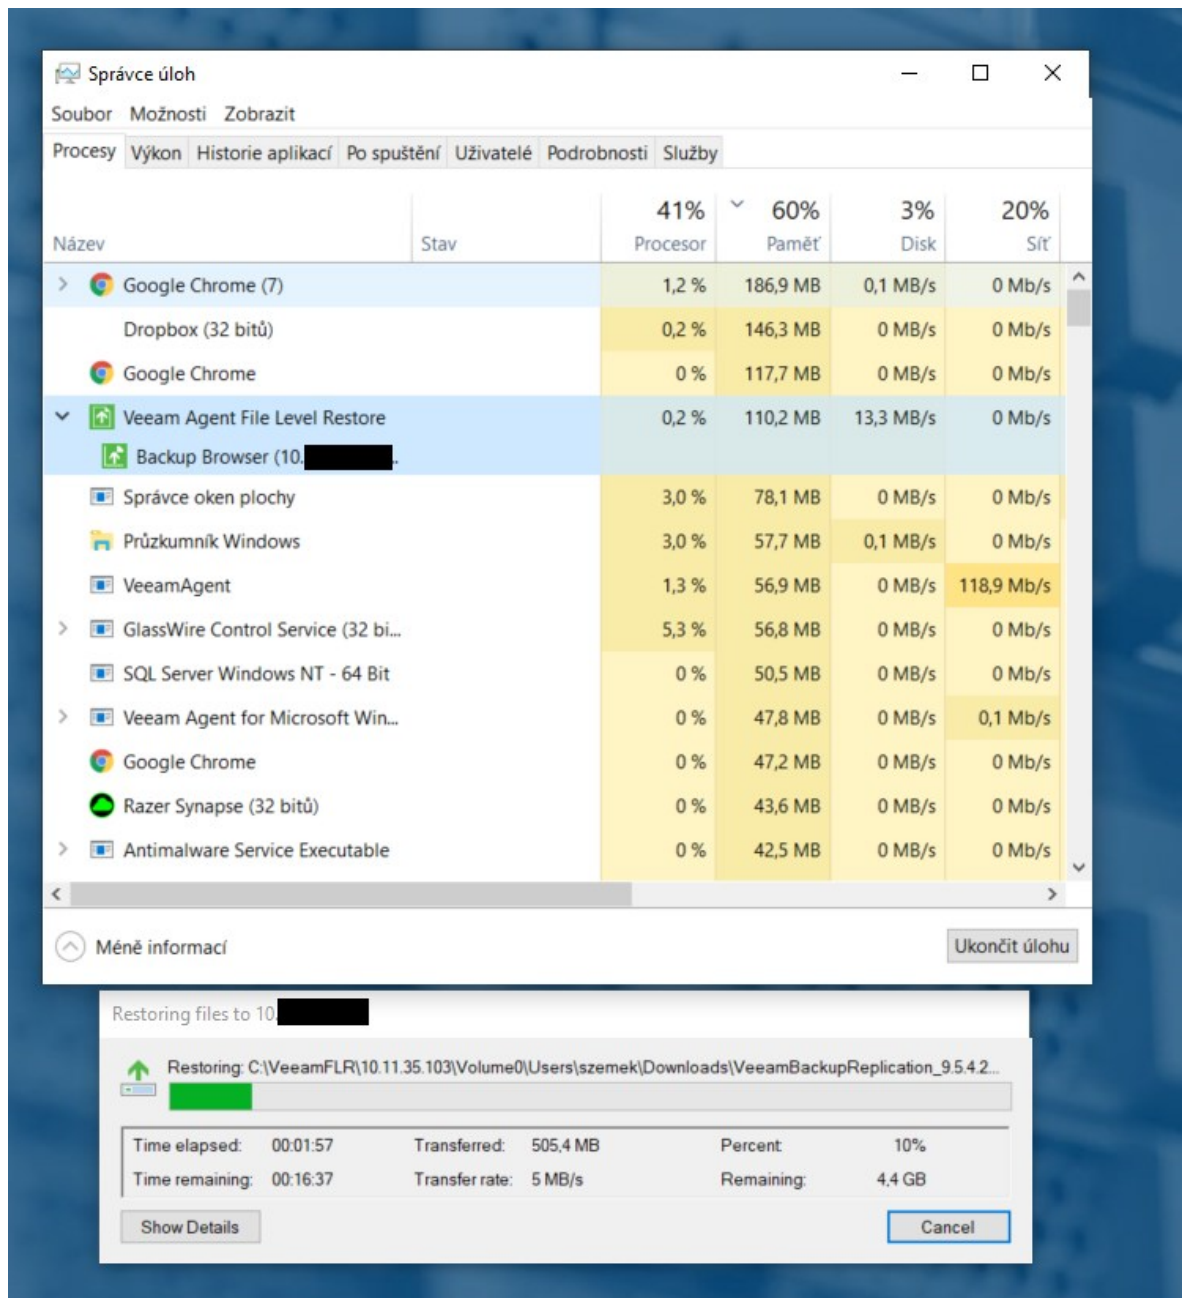 Správce úloh
Soubor Možnosti Zobrazit
Procesy Výkon Historie aplikací Po spuštění Uživatelé Podrobnosti Služby
41% 60% 3% 20%
Název Stav Procesor Paměť Disk Síť
Google Chrome (7) 1,2 % 186,9 MB 0,1 MB/s 0 Mb/s
Dropbox (32 bitů) 0,2 % 146,3 MB 0 MB/s 0 Mb/s
Google Chrome 0 % 117,7 MB 0 MB/s 0 Mb/s
Veeam Agent File Level Restore 0,2 % 110,2 MB 13,3 MB/s 0 Mb/s
Backup Browser (10. ..
Správce oken plochy 3,0 % 78,1 MB 0 MB/s 0 Mb/s
Průzkumník Windows 3,0 % 57,7 MB 0,1 MB/s 0 Mb/s
VeeamAgent 1,3 % 56,9 MB 0 MB/s 118,9 Mb/s
GlassWire Control Service (32 bi... 5,3 % 56,8 MB 0 MB/s 0 Mb/s
SQL Server Windows NT - 64 Bit 0 % 50,5 MB 0 MB/s 0 Mb/s
Veeam Agent for Microsoft Win... 0 % 47,8 MB 0 MB/s 0,1 Mb/s
Google Chrome 0 % 47,2 MB 0 MB/s 0 Mb/s
Razer Synapse (32 bitů) 0 % 43,6 MB 0 MB/s 0 Mb/s
Antimalware Service Executable 0 % 42,5 MB 0 MB/s 0 Mb/s
Méně informací Ukončit úlohu
Restoring files to 10.
Restoring: C:\VeeamFLR\10.11.35.103\Volume0\Users\szemek\Downloads\VeeamBackupReplication_9.5.4.2...
Time elapsed: 00:01:57 Transferred: 505,4 MB Percent: 10%
Time remaining: 00:16:37 Transfer rate: 5 MB/s Remaining: 4,4 GB
Show Details Cancel